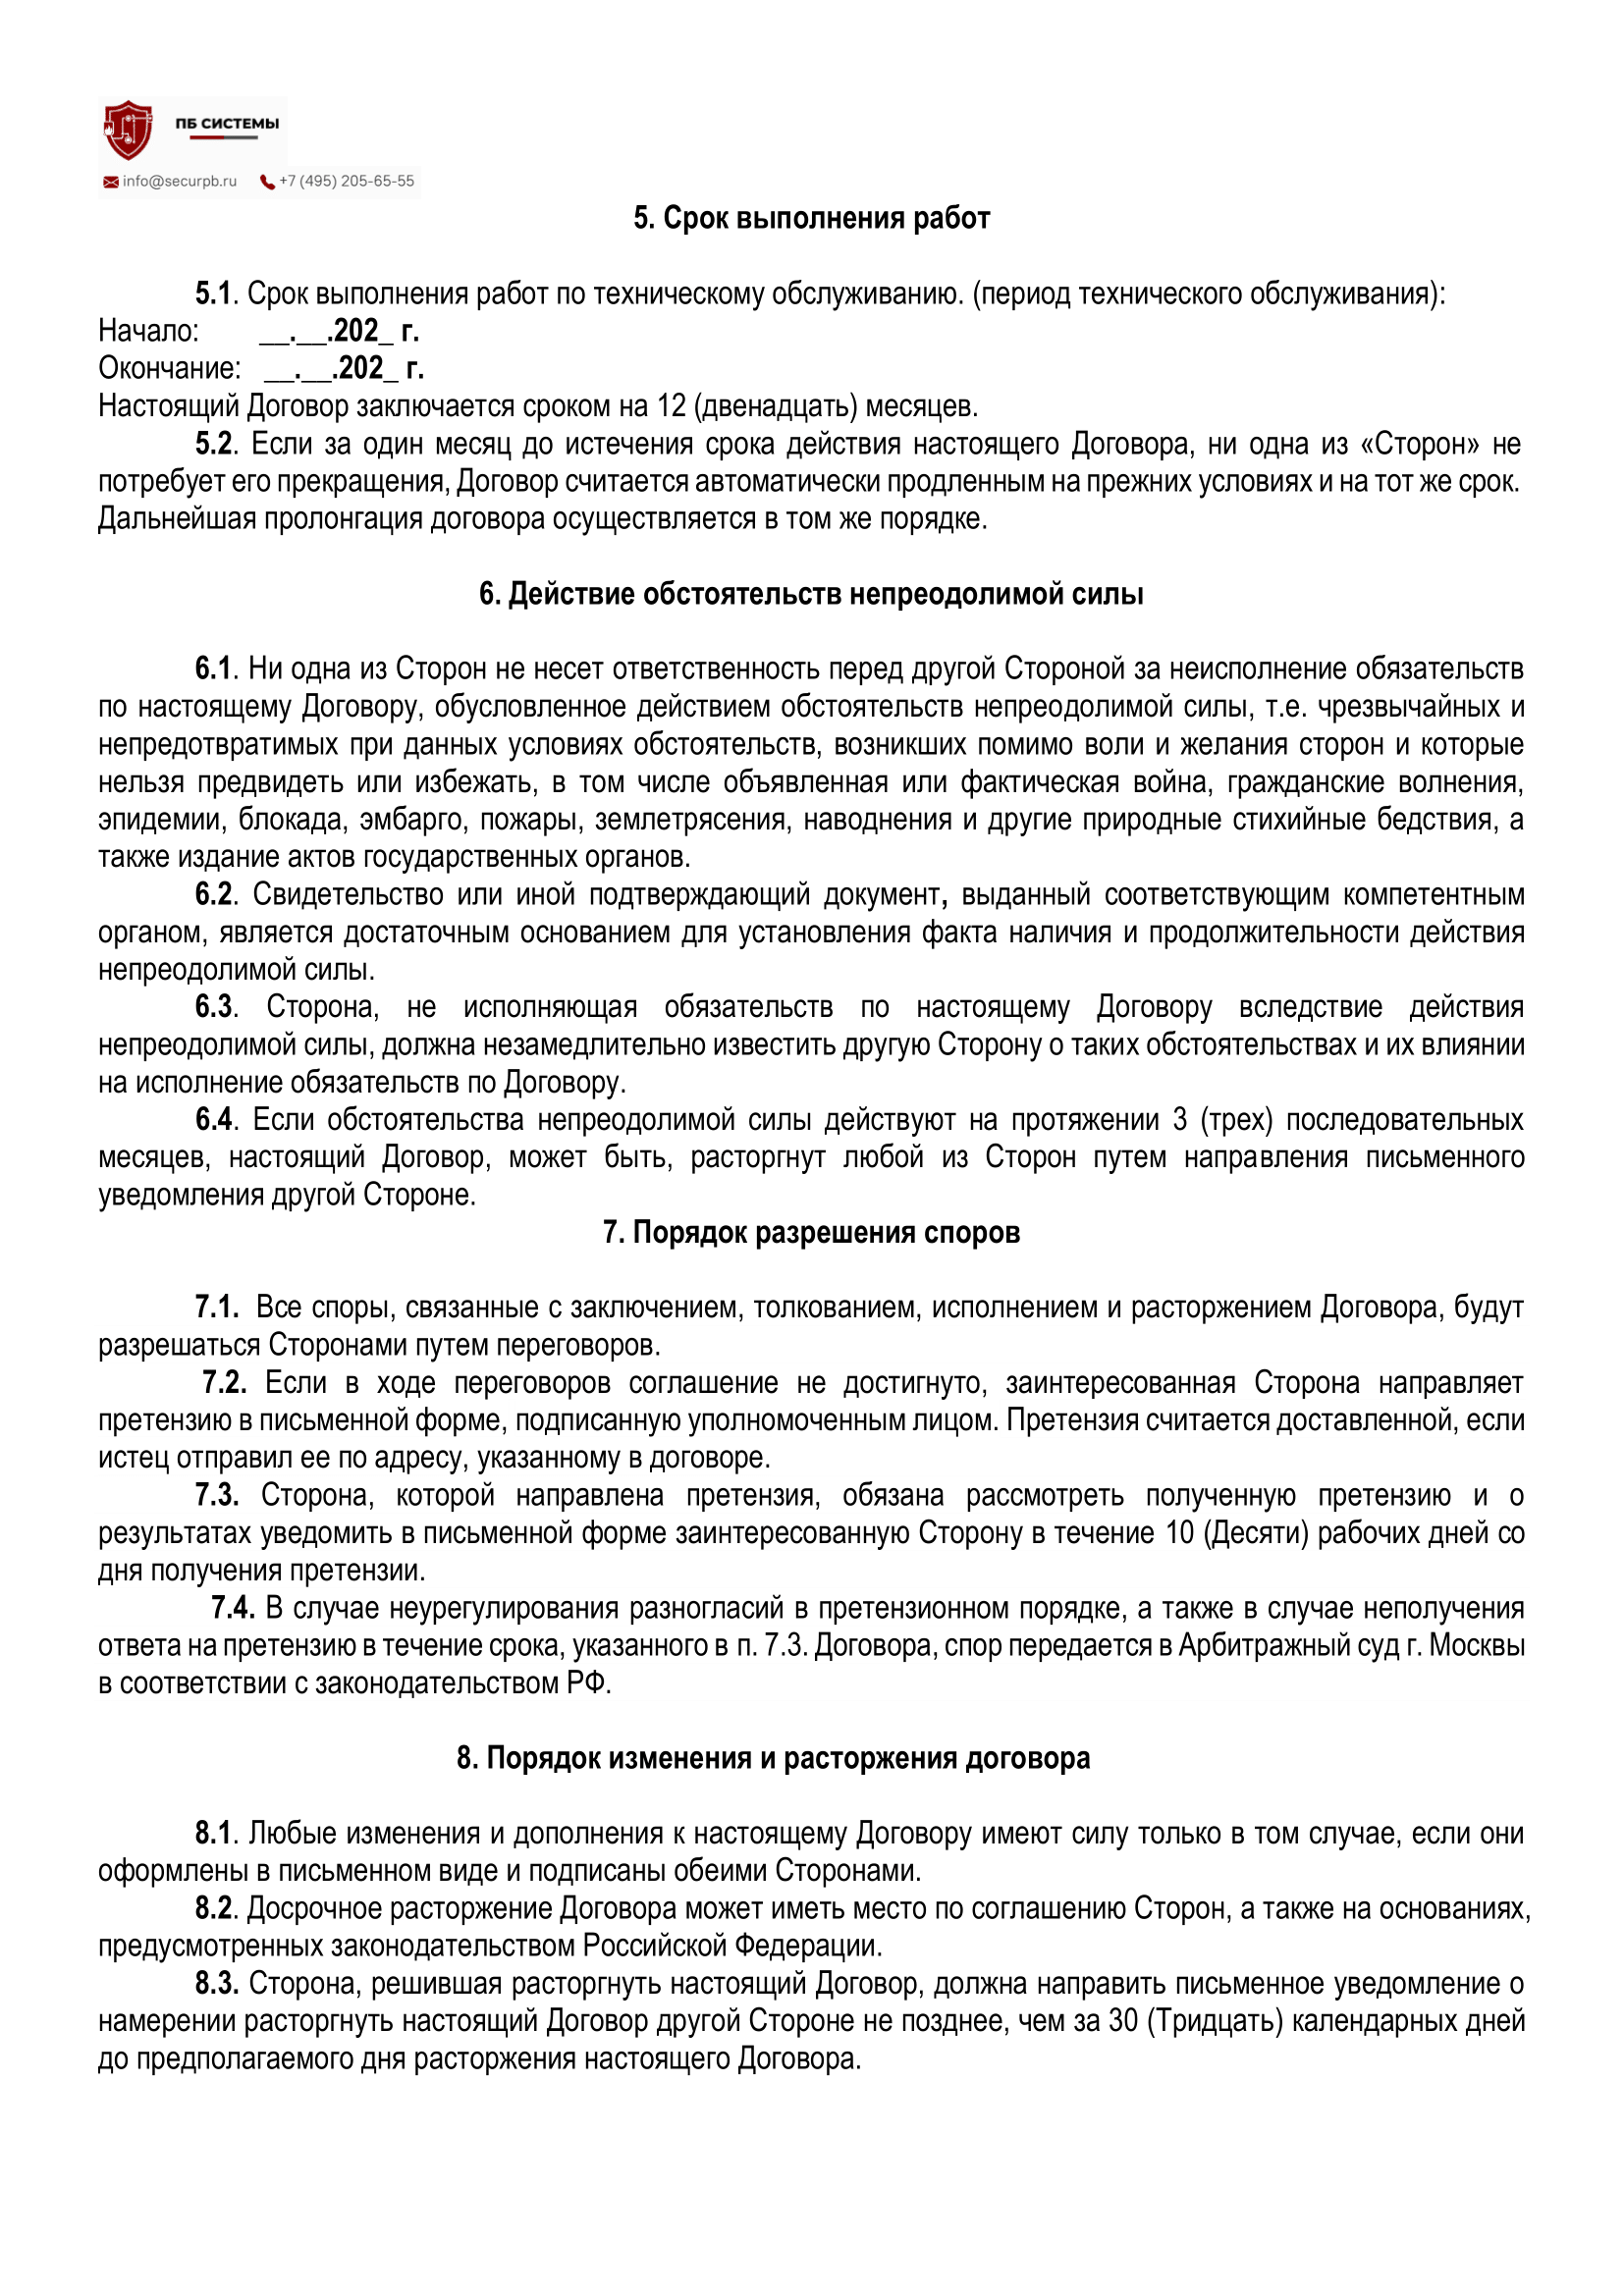 ПБ СИСТЕМЫ
info@securpb.ru +7 (495) 205-65-55
5. Срок выполнения работ
5.1. Срок выполнения работ по техническому обслуживанию. (период технического обслуживания):
Начало: __.__.202_ г.
Окончание: __.__.202_ г.
Настоящий Договор заключается сроком на 12 (двенадцать) месяцев.
5.2. Если за один месяц до истечения срока действия настоящего Договора, ни одна из «Сторон» не
потребует его прекращения, Договор считается автоматически продленным на прежних условиях и на тот же срок.
Дальнейшая пролонгация договора осуществляется в том же порядке.
6. Действие обстоятельств непреодолимой силы
6.1. Ни одна из Сторон не несет ответственность перед другой Стороной за неисполнение обязательств
по настоящему Договору, обусловленное действием обстоятельств непреодолимой силы, т.е. чрезвычайных и
непредотвратимых при данных условиях обстоятельств, возникших помимо воли и желания сторон и которые
нельзя предвидеть или избежать, в том числе объявленная или фактическая война, гражданские волнения,
эпидемии, блокада, эмбарго, пожары, землетрясения, наводнения и другие природные стихийные бедствия, а
также издание актов государственных органов.
6.2. Свидетельство или иной подтверждающий документ, выданный соответствующим компетентным
органом, является достаточным основанием для установления факта наличия и продолжительности действия
непреодолимой силы.
6.3. Сторона, не исполняющая обязательств по настоящему Договору вследствие действия
непреодолимой силы, должна незамедлительно известить другую Сторону о таких обстоятельствах и их влиянии
на исполнение обязательств по Договору.
6.4. Если обстоятельства непреодолимой силы действуют на протяжении 3 (трех) последовательных
месяцев, настоящий Договор, может быть, расторгнут любой из Сторон путем направления письменного
уведомления другой Стороне.
7. Порядок разрешения споров
7.1. Все споры, связанные с заключением, толкованием, исполнением и расторжением Договора, будут
разрешаться Сторонами путем переговоров.
7.2. Если в ходе переговоров соглашение не достигнуто, заинтересованная Сторона направляет
претензию в письменной форме, подписанную уполномоченным лицом. Претензия считается доставленной, если
истец отправил ее по адресу, указанному в договоре.
7.3. Сторона, которой направлена претензия, обязана рассмотреть полученную претензию и о
результатах уведомить в письменной форме заинтересованную Сторону в течение 10 (Десяти) рабочих дней со
дня получения претензии.
7.4. В случае неурегулирования разногласий в претензионном порядке, а также в случае неполучения
ответа на претензию в течение срока, указанного в п. 7.3. Договора, спор передается в Арбитражный суд г. Москвы
в соответствии с законодательством РФ.
8. Порядок изменения и расторжения договора
8.1. Любые изменения и дополнения к настоящему Договору имеют силу только в том случае, если они
оформлены в письменном виде и подписаны обеими Сторонами.
8.2. Досрочное расторжение Договора может иметь место по соглашению Сторон, а также на основаниях,
предусмотренных законодательством Российской Федерации.
8.3. Сторона, решившая расторгнуть настоящий Договор, должна направить письменное уведомление о
намерении расторгнуть настоящий Договор другой Стороне не позднее, чем за 30 (Тридцать) календарных дней
до предполагаемого дня расторжения настоящего Договора.